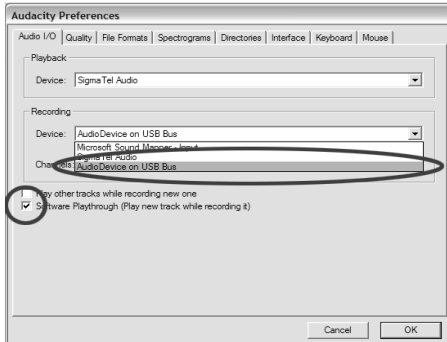 Audacity Preferences
Audio I/O Quality File Formats Spectrograms Directories Interface Keyboard Mouse
Playback
Device: SigmaTel Audio
Recording
Device: AudioDevice on USB Bus
Microsoft Sound Mapper - Input
SigmaTel Audio
Channels: AudioDevice on USB Bus
Play other tracks while recording new one
Software Playthrough (Play new track while recording it)
Cancel OK